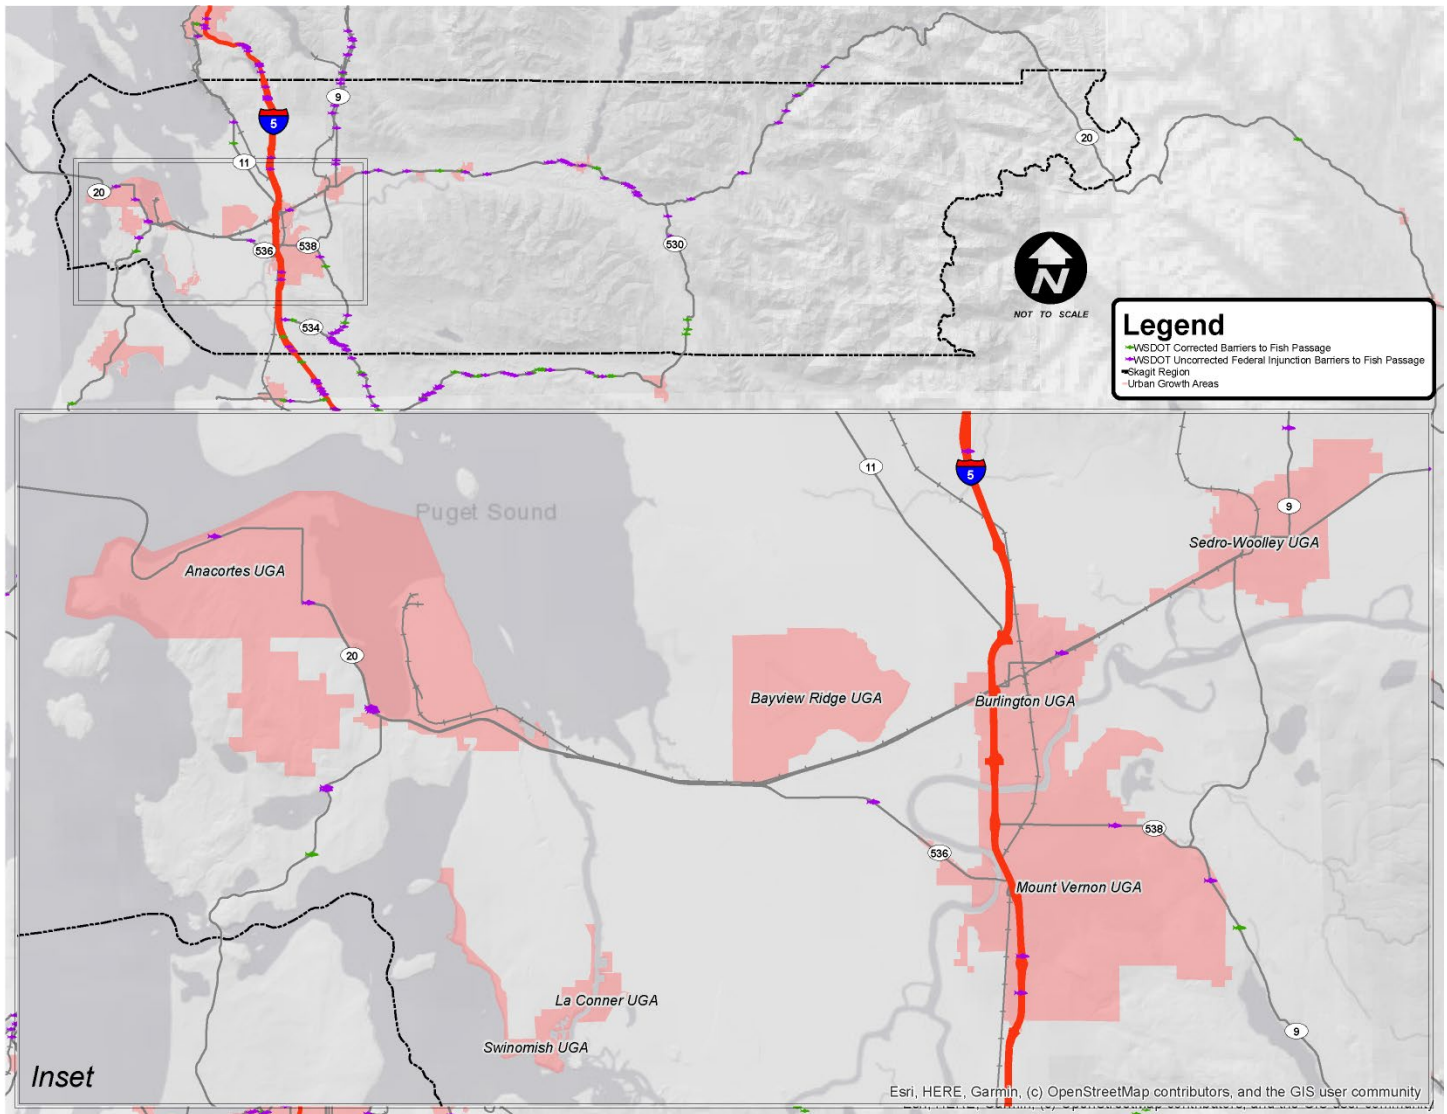 9
5
11
20
20
536
538
530
534
N
NOT TO SCALE
Legend
WSDOT Corrected Barriers to Fish Passage
WSDOT Uncorrected Federal Injunction Barriers to Fish Passage
Skagit Region
Urban Growth Areas
11
5
Puget Sound
9
Sedro-Woolley UGA
Anacortes UGA
20
Bayview Ridge UGA
Burlington UGA
538
536
Mount Vernon UGA
La Conner UGA
9
Swinomish UGA
Inset
Esri, HERE, Garmin, (c) OpenStreetMap contributors, and the GIS user community